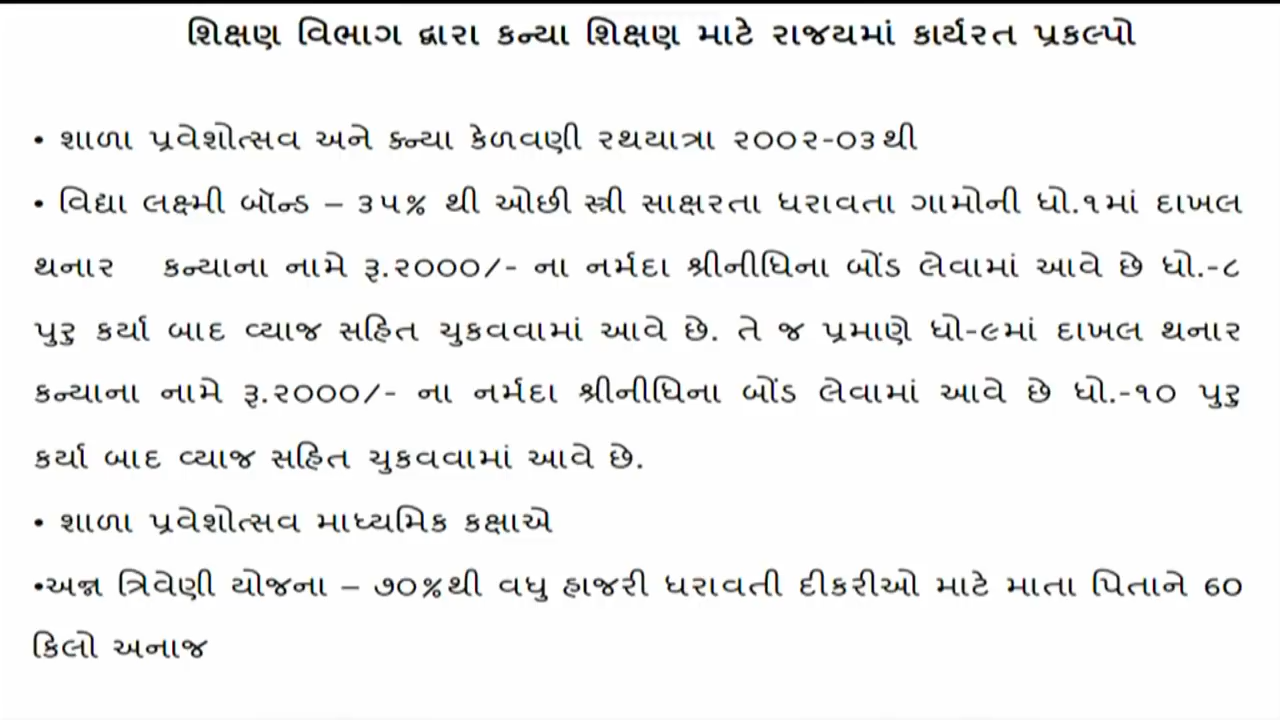 શિક્ષણ વિભાગ દ્વારા કન્યા શિક્ષણ માટે રાજયમાં કાર્યરત પ્રકલ્પો
• શાળા પ્રવેશોત્સવ અને કન્યા કેળવણી રથયાત્રા ૨૦૦૨-૦૩થી
• વિદ્યા લક્ષ્મી બૉન્ડ – ૩૫% થી ઓછી સ્ત્રી સાક્ષરતા ધરાવતા ગામોની ધો.૧માં દાખલ
થનાર કન્યાના નામે રૂ.૨૦૦૦/- ના નર્મદા શ્રીનીધિના બોંડ લેવામાં આવે છે ધો.-૮
પુરુ કર્યા બાદ વ્યાજ સહિત ચુકવવામાં આવે છે. તે જ પ્રમાણે ધો-૯માં દાખલ થનાર
કન્યાના નામે રૂ.૨૦૦૦/- ના નર્મદા શ્રીનીધિના બોંડ લેવામાં આવે છે ધો.-૧૦ પુરુ
કર્યા બાદ વ્યાજ સહિત ચુકવવામાં આવે છે.
• શાળા પ્રવેશોત્સવ માધ્યમિક કક્ષાએ
•અન્ન ત્રિવેણી યોજના – ૭૦%થી વધુ હાજરી ધરાવતી દીકરીઓ માટે માતા પિતાને 60
કિલો અનાજ